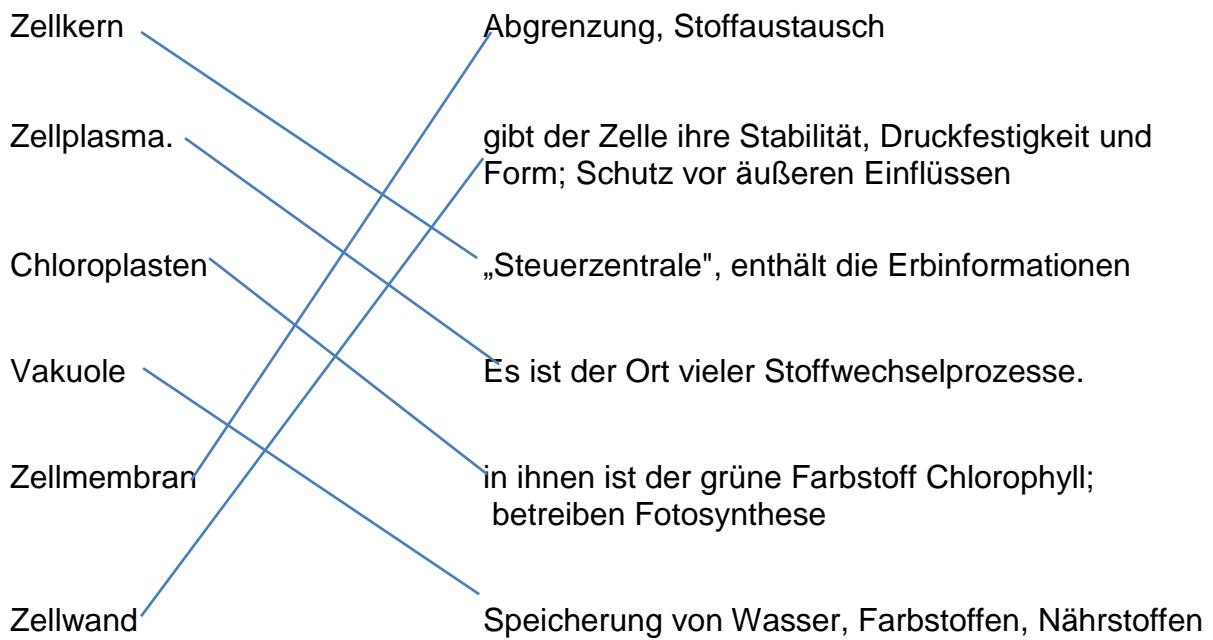 Zellkern
Abgrenzung, Stoffaustausch
Zellplasma.
gibt der Zelle ihre Stabilität, Druckfestigkeit und
Form; Schutz vor äußeren Einflüssen
Chloroplasten
„Steuerzentrale", enthält die Erbinformationen
Vakuole
Es ist der Ort vieler Stoffwechselprozesse.
Zellmembran
in ihnen ist der grüne Farbstoff Chlorophyll;
betreiben Fotosynthese
Zellwand
Speicherung von Wasser, Farbstoffen, Nährstoffen